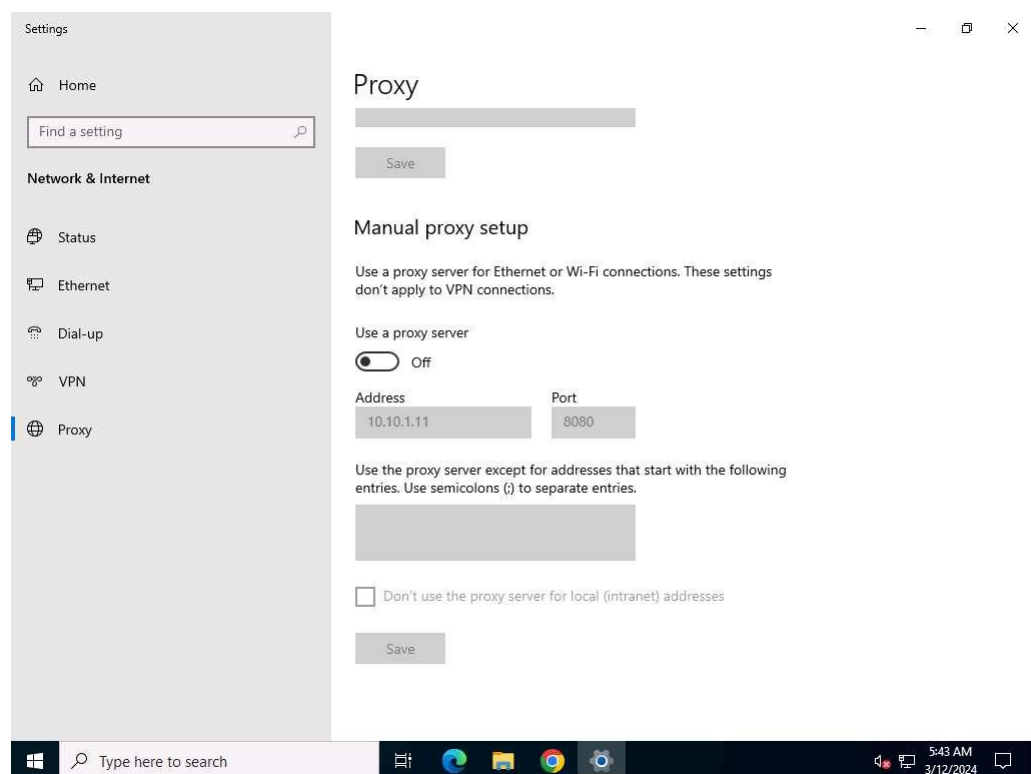 Settings
Home
Find a setting
Network & Internet
Status
Ethernet
Dial-up
VPN
Proxy
Proxy
Save
Manual proxy setup
Use a proxy server for Ethernet or Wi-Fi connections. These settings
don't apply to VPN connections.
Use a proxy server
Off
Address Port
10.10.1.11 8080
Use the proxy server except for addresses that start with the following
entries. Use semicolons (;) to separate entries.
Don't use the proxy server for local (intranet) addresses
Save
Type here to search
5:43 AM
3/12/2024